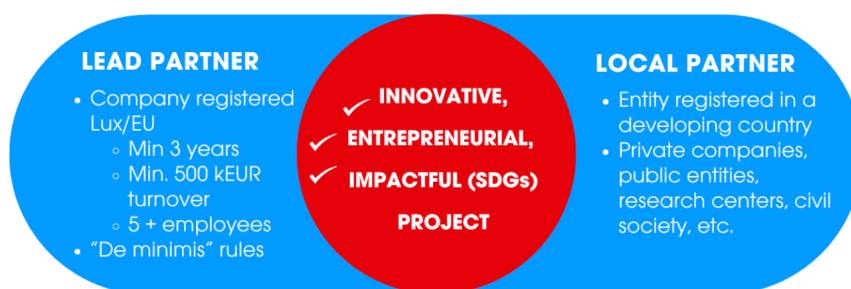 LEAD PARTNER
• Company registered
Lux/EU
◦ Min 3 years
◦ Min. 500 kEUR
turnover
◦ 5 + employees
• “De minimis” rules
INNOVATIVE,
ENTREPRENEURIAL,
IMPACTFUL (SDGs)
PROJECT
LOCAL PARTNER
• Entity registered in a
developing country
• Private companies,
public entities,
research centers, civil
society, etc.